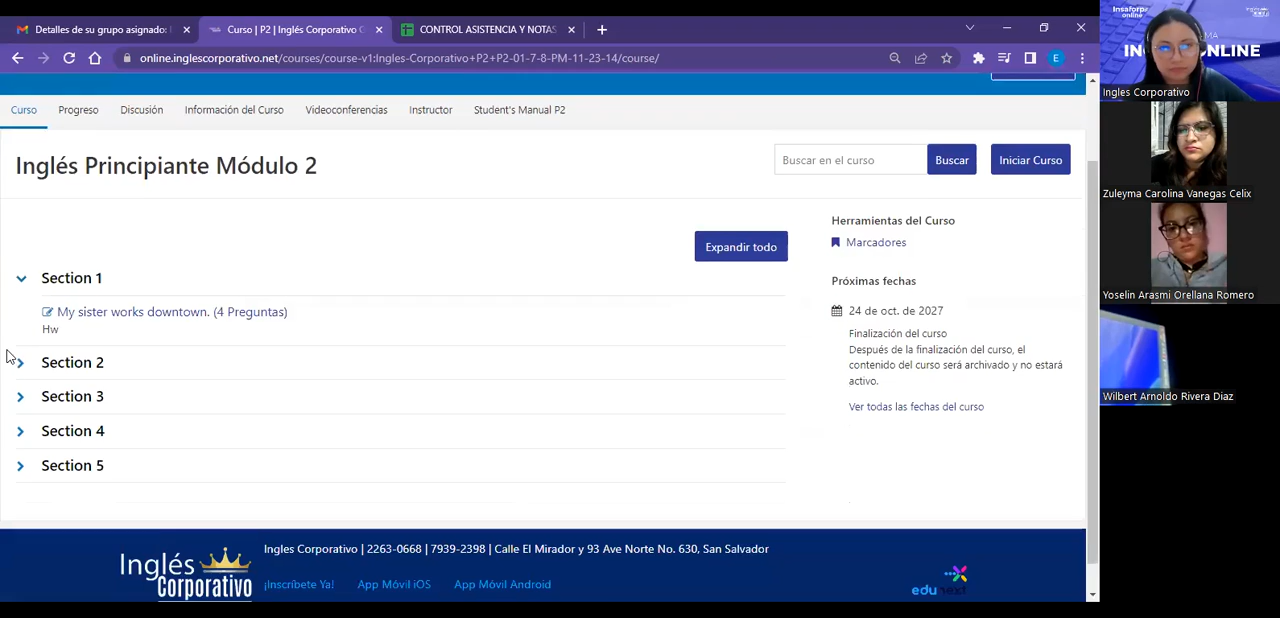 Detalles de su grupo asignado:
Curso | P2 | Inglés Corporativo
CONTROL ASISTENCIA Y NOTAS
online.inglescorporativo.net/courses/course-v1:Ingles-Corporativo+P2+P2-01-7-8-PM-11-23-14/course/
E
Curso
Progreso
Discusión
Información del Curso
Videoconferencias
Instructor
Student's Manual P2
Inglés Principiante Módulo 2
Buscar en el curso
Buscar
Iniciar Curso
Expandir todo
Section 1
My sister works downtown. (4 Preguntas)
Hw
Section 2
Section 3
Section 4
Section 5
Herramientas del Curso
Marcadores
Próximas fechas
24 de oct. de 2027
Finalización del curso
Después de la finalización del curso, el
contenido del curso será archivado y no estará
activo.
Ver todas las fechas del curso
Inglés
Corporativo
Ingles Corporativo | 2263-0668 | 7939-2398 | Calle El Mirador y 93 Ave Norte No. 630, San Salvador
¡Inscríbete Ya!
App Móvil iOS
App Móvil Android
edunext
Insaforp
online
Ingles Corporativo
Zuleyma Carolina Vanegas Celix
Yoselin Arasmi Orellana Romero
Wilbert Arnoldo Rivera Diaz